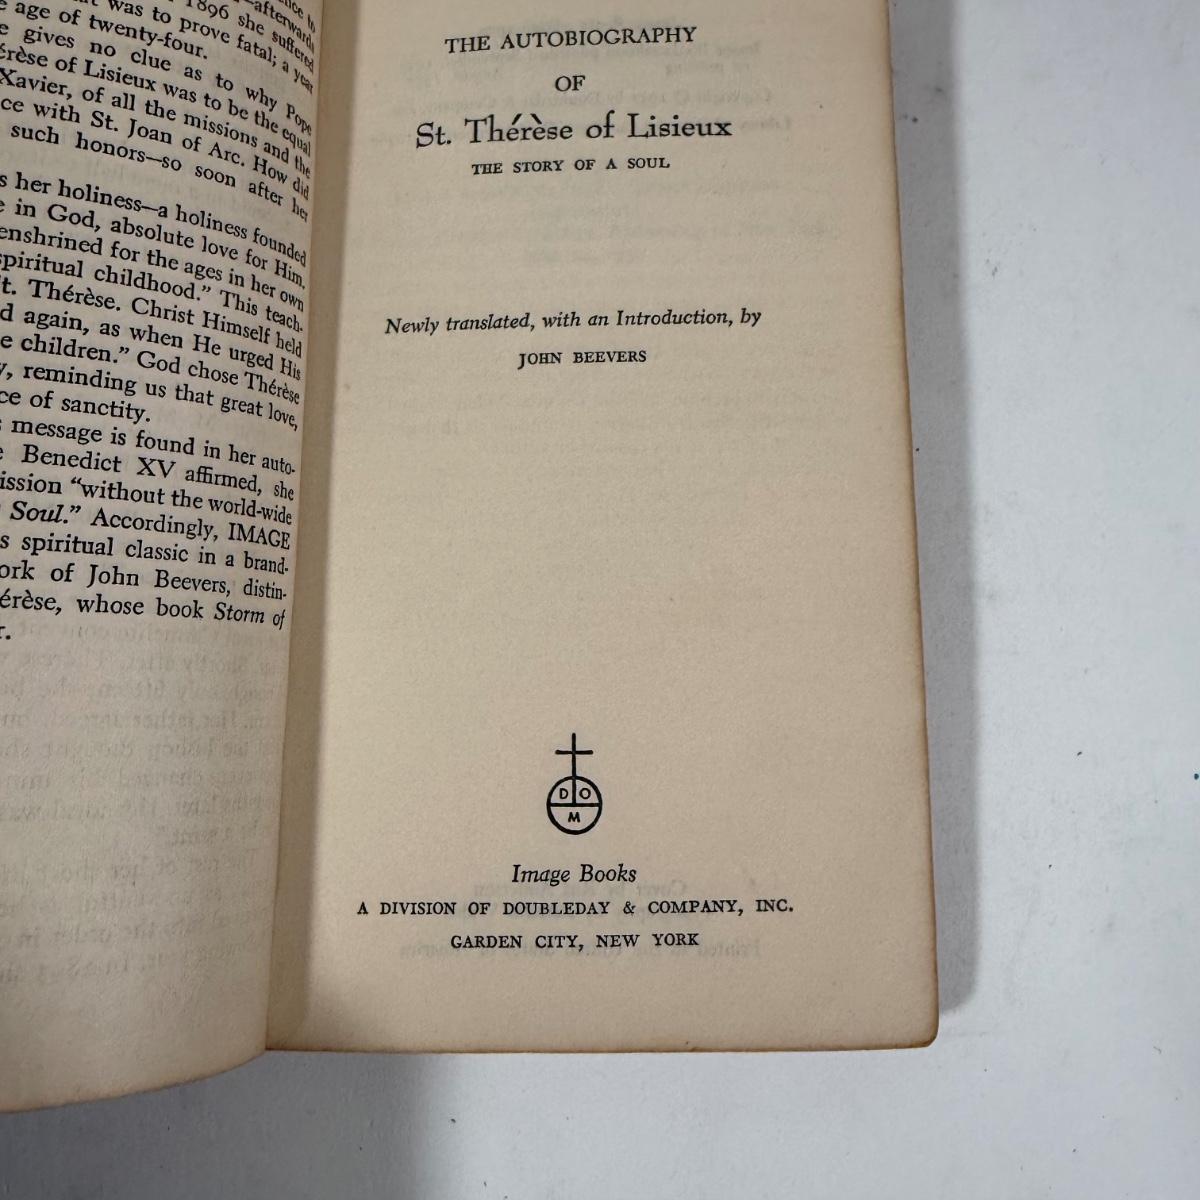 1896 she suffered
—afterwards
was to prove fatal; a year
age of twenty-four.
gives no clue as to why Pope
érèse of Lisieux was to be the equal
Xavier, of all the missions and the
ce with St. Joan of Arc. How did
such honors—so soon after her
s her holiness—a holiness founded
e in God, absolute love for Him,
enshrined for the ages in her own
spiritual childhood.” This teach-
t. Thérèse. Christ Himself held
d again, as when He urged His
e children.” God chose Thérèse
y, reminding us that great love,
ce of sanctity.
s message is found in her auto-
e Benedict XV affirmed, she
ission “without the world-wide
Soul.” Accordingly, IMAGE
s spiritual classic in a brand-
ork of John Beevers, distin-
érèse, whose book Storm of
r.
THE AUTOBIOGRAPHY
OF
St. Thérèse of Lisieux
THE STORY OF A SOUL
Newly translated, with an Introduction, by
JOHN BEEVERS
D O
M
Image Books
A DIVISION OF DOUBLEDAY & COMPANY, INC.
GARDEN CITY, NEW YORK